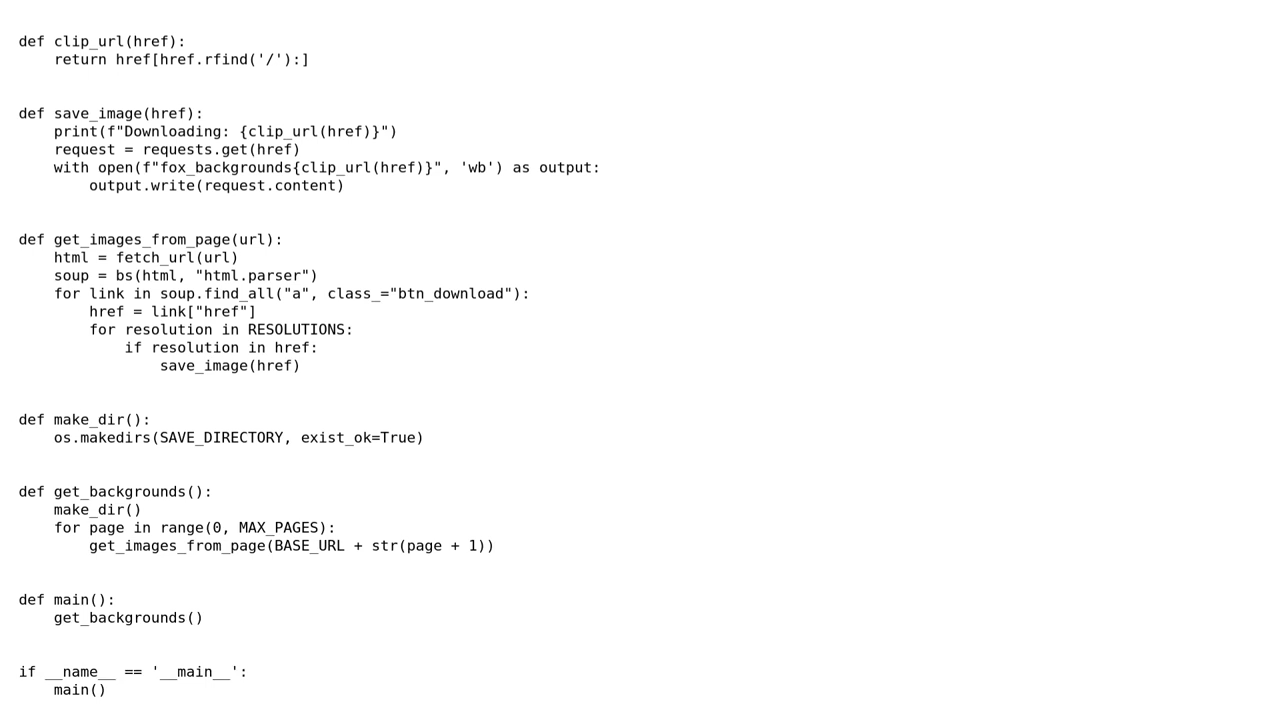 def clip_url(href):
    return href[href.rfind('/'):]
def save_image(href):
    print(f"Downloading: {clip_url(href)}")
    request = requests.get(href)
    with open(f"fox_backgrounds{clip_url(href)}", 'wb') as output:
        output.write(request.content)
def get_images_from_page(url):
    html = fetch_url(url)
    soup = bs(html, "html.parser")
    for link in soup.find_all("a", class_="btn_download"):
        href = link["href"]
        for resolution in RESOLUTIONS:
            if resolution in href:
                save_image(href)
def make_dir():
    os.makedirs(SAVE_DIRECTORY, exist_ok=True)
def get_backgrounds():
    make_dir()
    for page in range(0, MAX_PAGES):
        get_images_from_page(BASE_URL + str(page + 1))
def main():
    get_backgrounds()
if __name__ == '__main__':
    main()